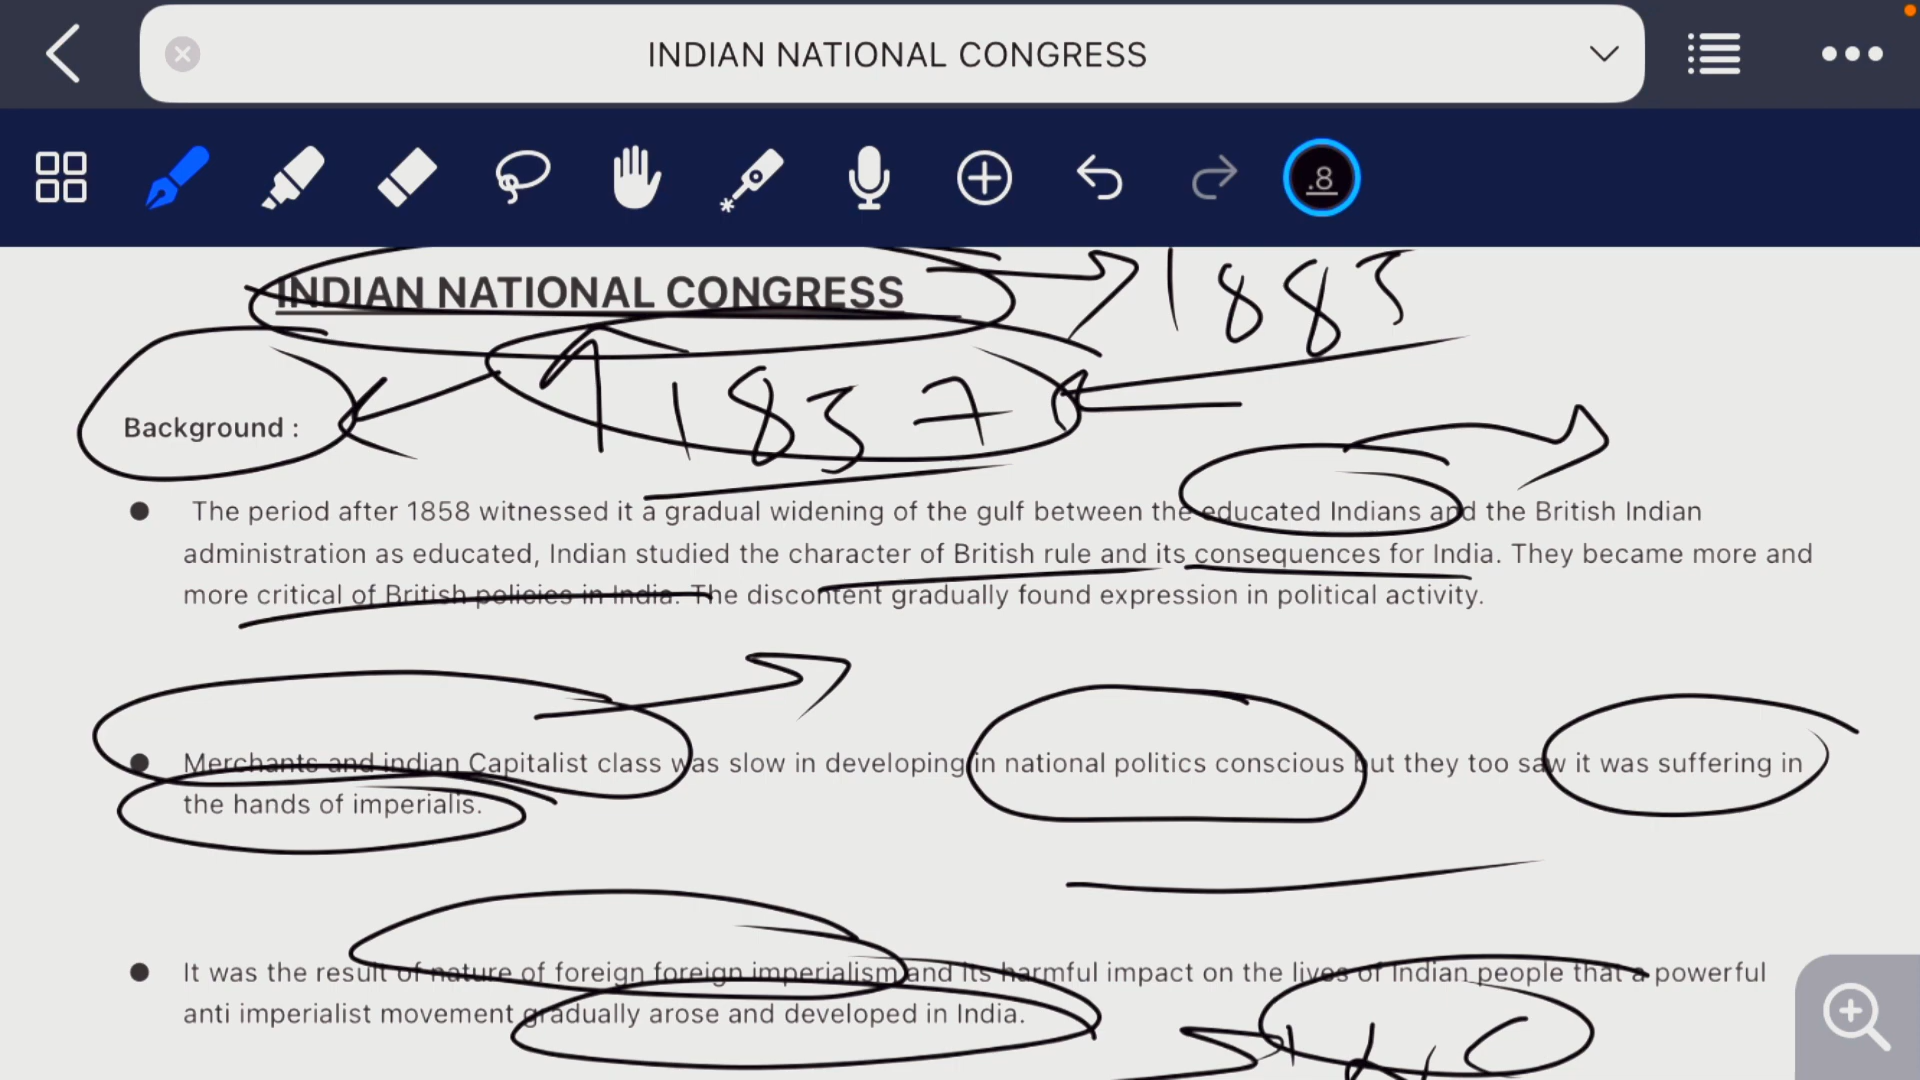 INDIAN NATIONAL CONGRESS
.8
INDIAN NATIONAL CONGRESS
1883
1837
Background :
The period after 1858 witnessed it a gradual widening of the gulf between the educated Indians and the British Indian
administration as educated, Indian studied the character of British rule and its consequences for India. They became more and
more critical of British policies in India. The discontent gradually found expression in political activity.
Merchants and indian Capitalist class was slow in developing in national politics conscious but they too saw it was suffering in
the hands of imperialis.
It was the result of nature of foreign foreign imperialism and its harmful impact on the lives of Indian people that a powerful
anti imperialist movement gradually arose and developed in India.